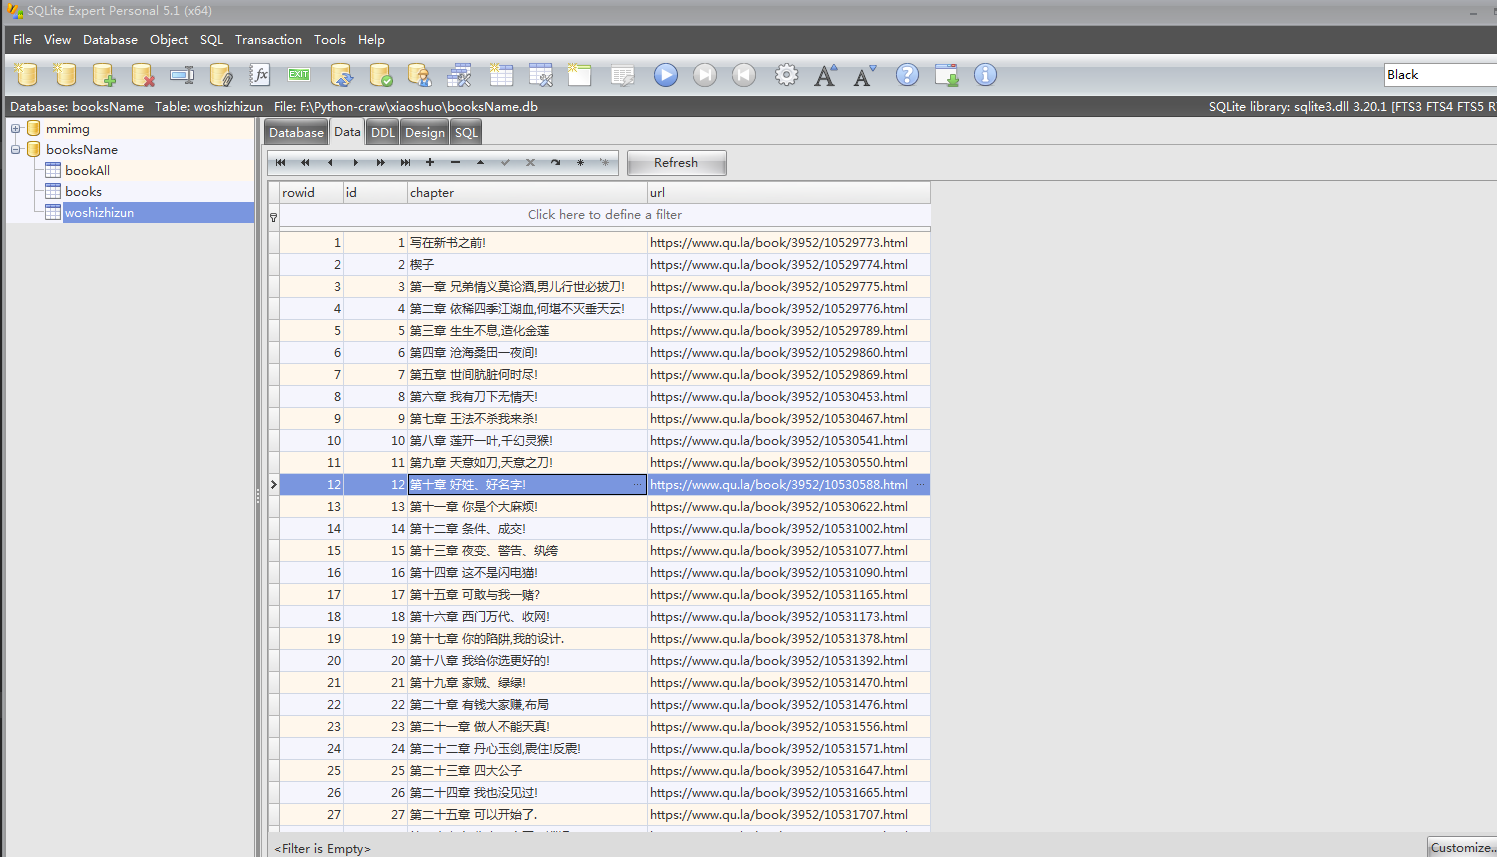 SQLite Expert Personal 5.1 (x64)
File View Database Object SQL Transaction Tools Help
Black
Database: booksName Table: woshizhizun File: F:\Python-craw\xiaoshuo\booksName.db SQLite library: sqlite3.dll 3.20.1 [FTS3 FTS4 FTS5
mmimg
booksName
bookAll
books
woshizhizun
Database Data DDL Design SQL
Refresh
rowid id chapter url
Click here to define a filter
1 1 写在新书之前! https://www.qu.la/book/3952/10529773.html
2 2 楔子 https://www.qu.la/book/3952/10529774.html
3 3 第一章 兄弟情义莫论酒,男儿行世必拔刀! https://www.qu.la/book/3952/10529775.html
4 4 第二章 依稀四季江湖血,何堪不灭垂天云! https://www.qu.la/book/3952/10529776.html
5 5 第三章 生生不息,造化金莲 https://www.qu.la/book/3952/10529789.html
6 6 第四章 沧海桑田一夜间! https://www.qu.la/book/3952/10529860.html
7 7 第五章 世间肮脏何时尽! https://www.qu.la/book/3952/10529869.html
8 8 第六章 我有刀下无情天! https://www.qu.la/book/3952/10530453.html
9 9 第七章 王法不杀我来杀! https://www.qu.la/book/3952/10530467.html
10 10 第八章 莲开一叶,千幻灵猴! https://www.qu.la/book/3952/10530541.html
11 11 第九章 天意如刀,天意之刀! https://www.qu.la/book/3952/10530550.html
12 12 第十章 好姓、好名字! ... https://www.qu.la/book/3952/10530588.html ...
13 13 第十一章 你是个大麻烦! https://www.qu.la/book/3952/10530622.html
14 14 第十二章 条件、成交! https://www.qu.la/book/3952/10531002.html
15 15 第十三章 夜变、警告、纨绔 https://www.qu.la/book/3952/10531077.html
16 16 第十四章 这不是闪电猫! https://www.qu.la/book/3952/10531090.html
17 17 第十五章 可敢与我一赌? https://www.qu.la/book/3952/10531165.html
18 18 第十六章 西门万代、收网! https://www.qu.la/book/3952/10531173.html
19 19 第十七章 你的陷阱,我的设计. https://www.qu.la/book/3952/10531378.html
20 20 第十八章 我给你选更好的! https://www.qu.la/book/3952/10531392.html
21 21 第十九章 家贼、绿绿! https://www.qu.la/book/3952/10531470.html
22 22 第二十章 有钱大家赚,布局 https://www.qu.la/book/3952/10531476.html
23 23 第二十一章 做人不能天真! https://www.qu.la/book/3952/10531556.html
24 24 第二十二章 丹心玉剑,震住!反震! https://www.qu.la/book/3952/10531571.html
25 25 第二十三章 四大公子 https://www.qu.la/book/3952/10531647.html
26 26 第二十四章 我也没见过! https://www.qu.la/book/3952/10531665.html
27 27 第二十五章 可以开始了. https://www.qu.la/book/3952/10531707.html
<Filter is Empty> Customize...